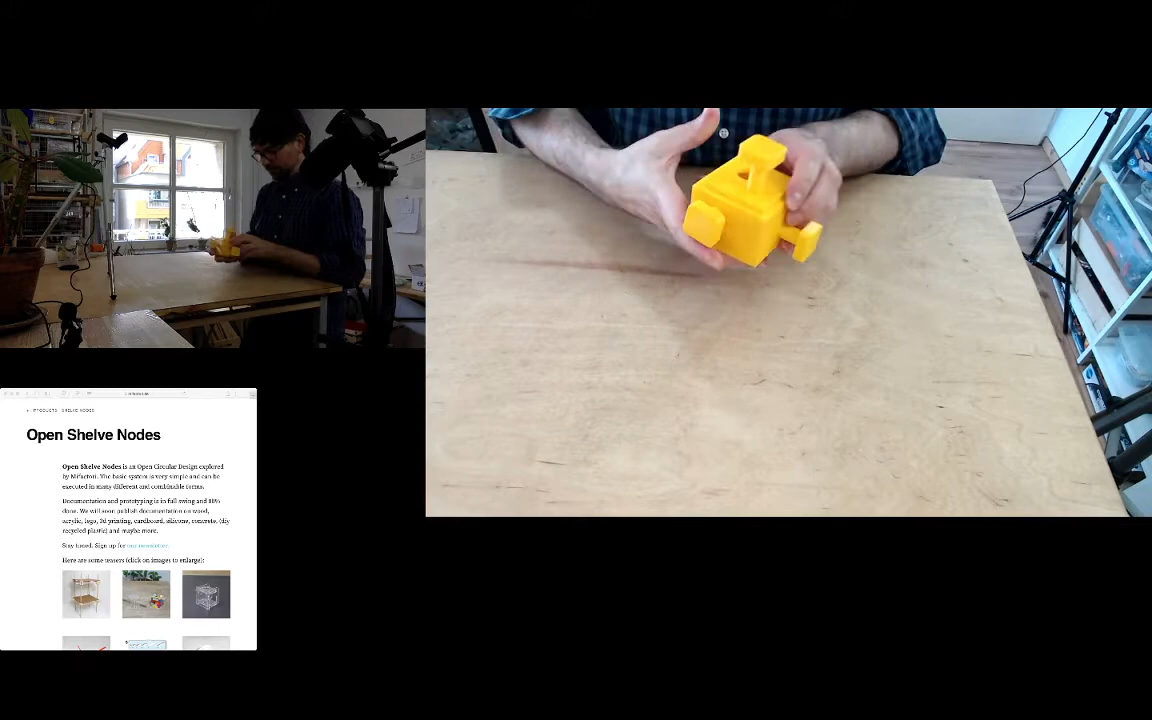 PRODUCTS SHELVE NODES
Open Shelve Nodes
Open Shelve Nodes is an Open Circular Design explored
by Mifactori. The basic system is very simple and can be
executed in many different and combinable forms.
Documentation and prototyping is in full swing and 80%
done. We will soon publish documentation on wood,
acrylic, lego, 3d printing, cardboard, silicone, concrete, (diy
recycled plastic) and maybe more.
Stay tuned. Sign up for our newsletter.
Here are some teasers (click on images to enlarge):